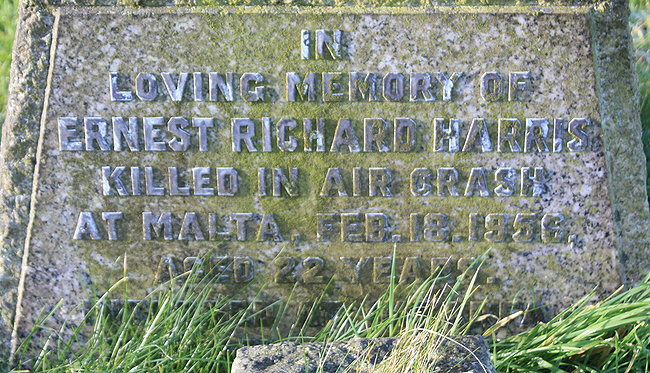 IN
LOVING MEMORY OF
ERNEST RICHARD HARRIS
KILLED IN AIR CRASH
AT MALTA, FEB. 18. 1956,
AGED 22 YEARS.